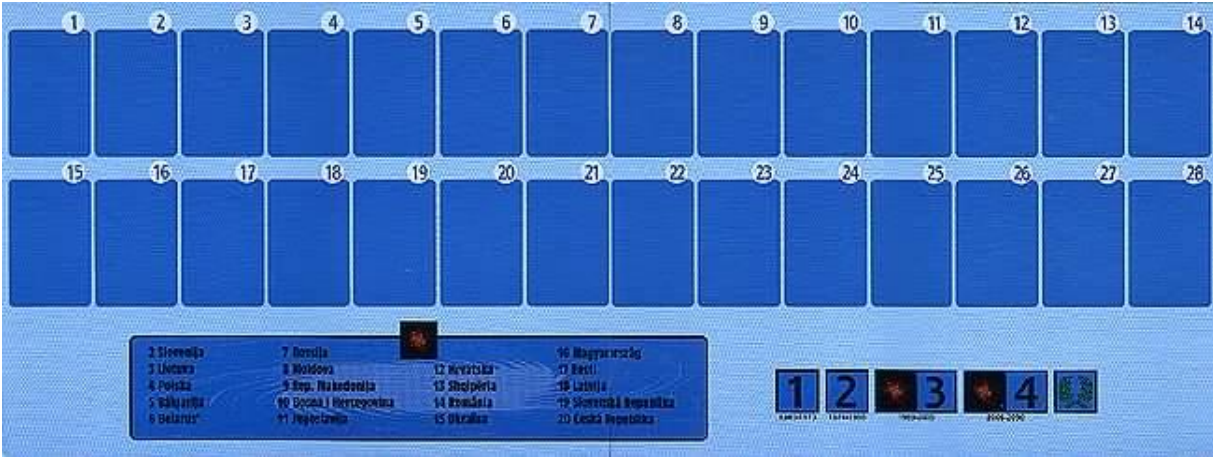 1 2 3 4 5 6 7 8 9 10 11 12 13 14
15 16 17 18 19 20 21 22 23 24 25 26 27 28
2 Slovenija
3 Lietuva
4 Polska
5 Bălgarija
6 Belarus'
7 Rossija
8 Moldova
9 Rep. Makedonija
10 Bosna i Hercegovina
11 Jugoslavija
12 Hrvatska
13 Shqipëria
14 România
15 Ukraina
16 Magyarország
17 Eesti
18 Latvija
19 Slovenská Republika
20 Česká Republika
1 2 3 4